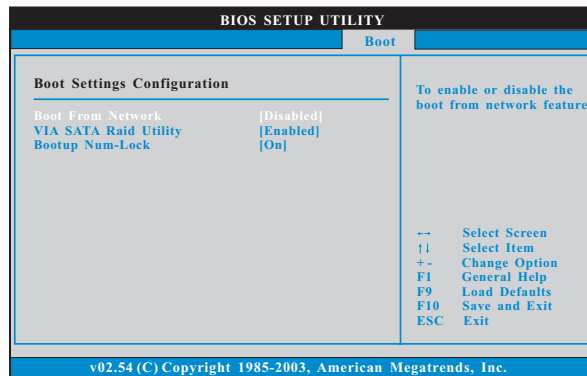 BIOS SETUP UTILITY
Boot
Boot Settings Configuration
Boot From Network [Disabled]
VIA SATA Raid Utility [Enabled]
Bootup Num-Lock [On]
To enable or disable the
boot from network feature
←→ Select Screen
↑↓ Select Item
+ - Change Option
F1 General Help
F9 Load Defaults
F10 Save and Exit
ESC Exit
v02.54 (C) Copyright 1985-2003, American Megatrends, Inc.